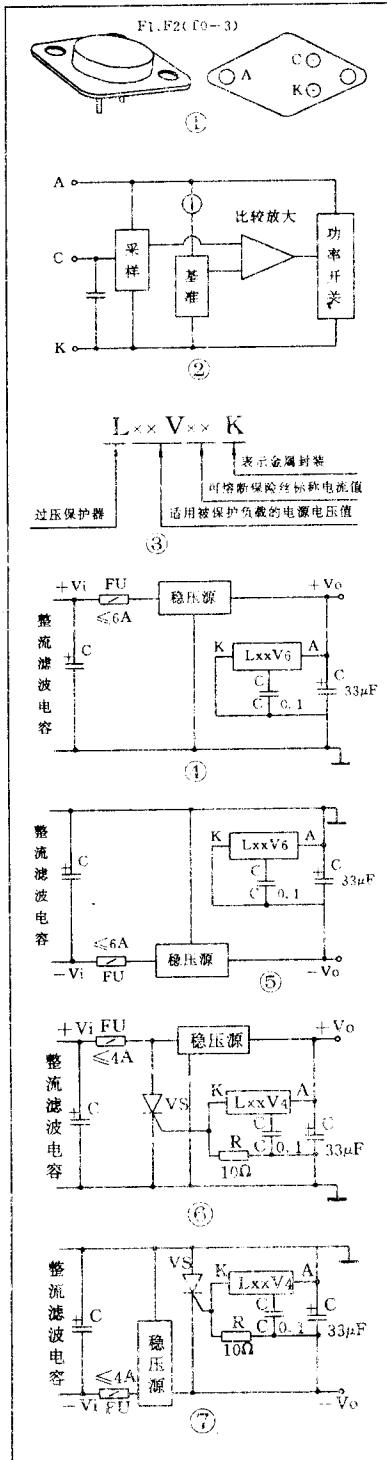 F1.F2(f0-3)
A
C
K
①
A
C
K
采样
基准
比较放大
功率开关
②
L××V××K
表示金属封装
可熔断保险丝标称电流值
过压保护器
适用被保护负载的电源电压值
③
+Vi FU 稳压源 +Vo
≤6A
整流滤波电容
C
K LxxV6 A
C
C 0.1
C
33μF
④
整流滤波电容
C
K LxxV6 A
C
C 0.1
C
33μF
≤6A
-Vi FU 稳压源 -Vo
⑤
+Vi FU 稳压源 +Vo
≤4A
整流滤波电容
C
VS
K LxxV4 A
R C
C 0.1
10Ω
C
33μF
⑥
整流滤波电容
C
VS
K LxxV4 A
R C
C 0.1
10Ω
C
33μF
稳压源
≤4A
-Vi FU -Vo
⑦